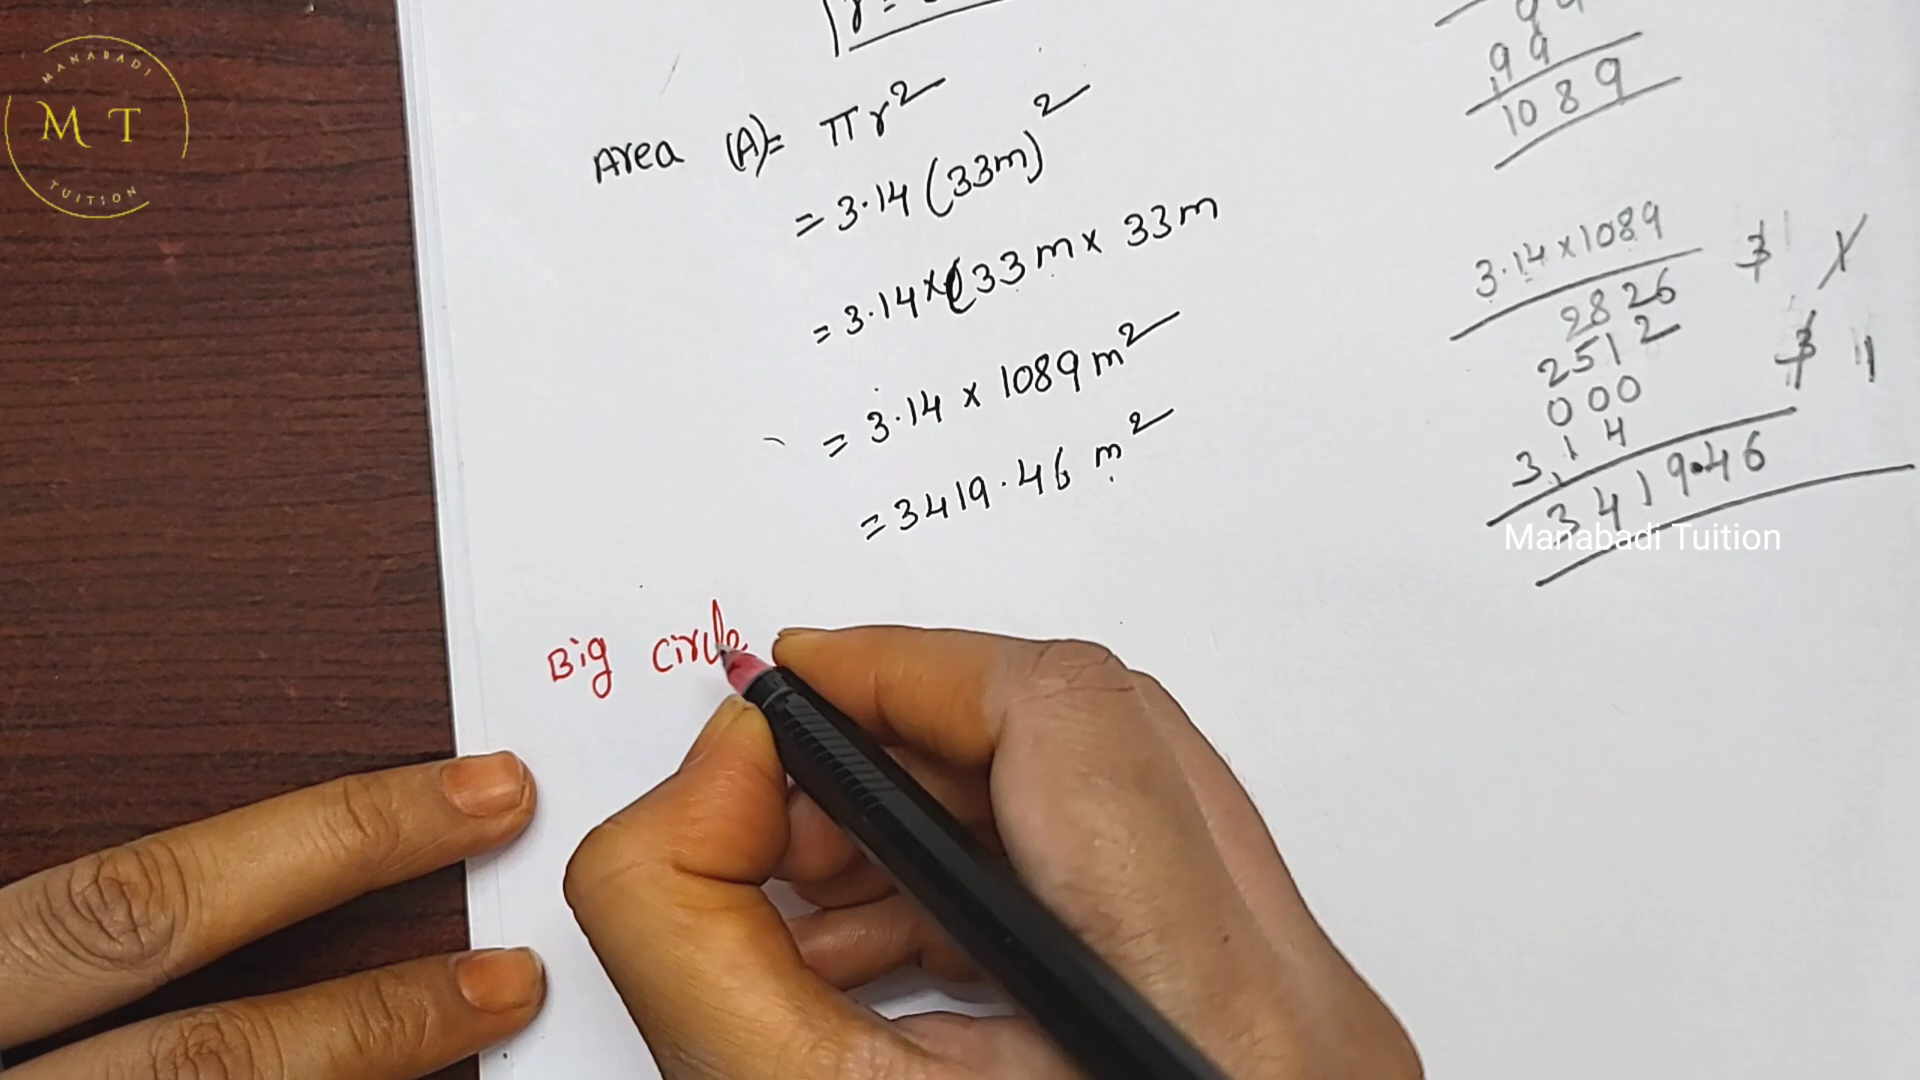 MANABADI
M T
TUITION
Area (A)= πr²
= 3.14 (33m)²
= 3.14×(33m × 33m
= 3.14 × 1089 m²
= 3419.46 m²
Big circle
99
1089
3.14×1089
2826
2512
000
314
3419.46
Manabadi Tuition